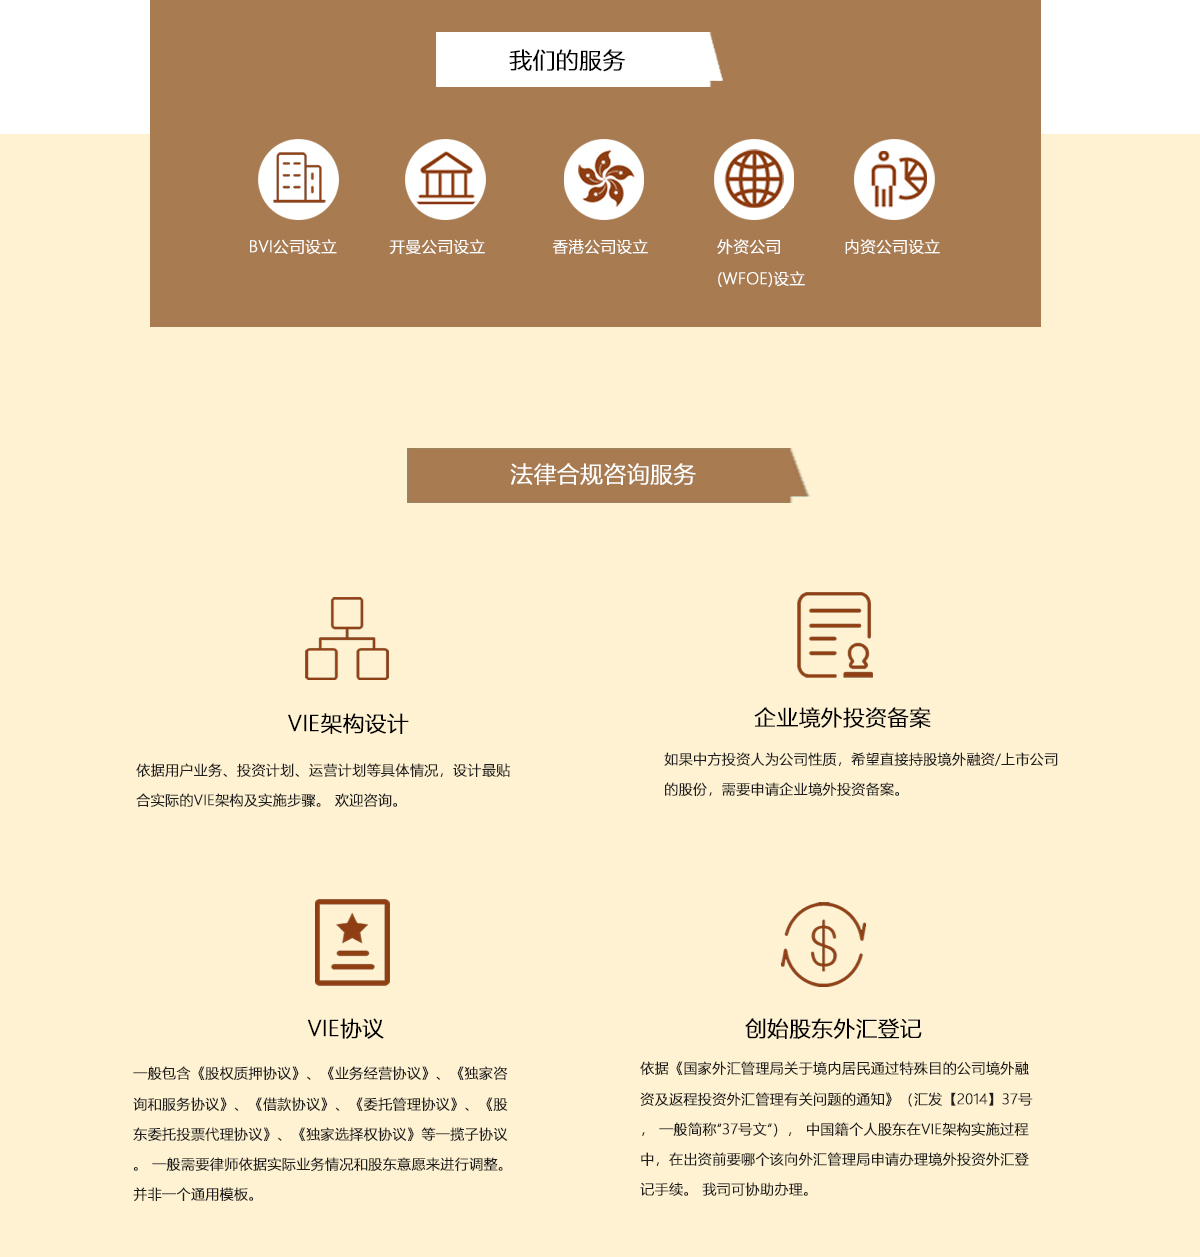 我们的服务
BVI公司设立
开曼公司设立
香港公司设立
外资公司
(WFOE)设立
内资公司设立
法律合规咨询服务
VIE架构设计
依据用户业务、投资计划、运营计划等具体情况，设计最贴
合实际的VIE架构及实施步骤。 欢迎咨询。
企业境外投资备案
如果中方投资人为公司性质，希望直接持股境外融资/上市公司
的股份，需要申请企业境外投资备案。
VIE协议
一般包含《股权质押协议》、《业务经营协议》、《独家咨
询和服务协议》、《借款协议》、《委托管理协议》、《股
东委托投票代理协议》、《独家选择权协议》等一揽子协议
。 一般需要律师依据实际业务情况和股东意愿来进行调整。
并非一个通用模板。
创始股东外汇登记
依据《国家外汇管理局关于境内居民通过特殊目的公司境外融
资及返程投资外汇管理有关问题的通知》（汇发【2014】37号
， 一般简称“37号文“）， 中国籍个人股东在VIE架构实施过程
中，在出资前要哪个该向外汇管理局申请办理境外投资外汇登
记手续。 我司可协助办理。